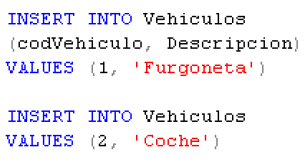 INSERT INTO Vehiculos
(codVehiculo, Descripcion)
VALUES (1, 'Furgoneta')
INSERT INTO Vehiculos
VALUES (2, 'Coche')